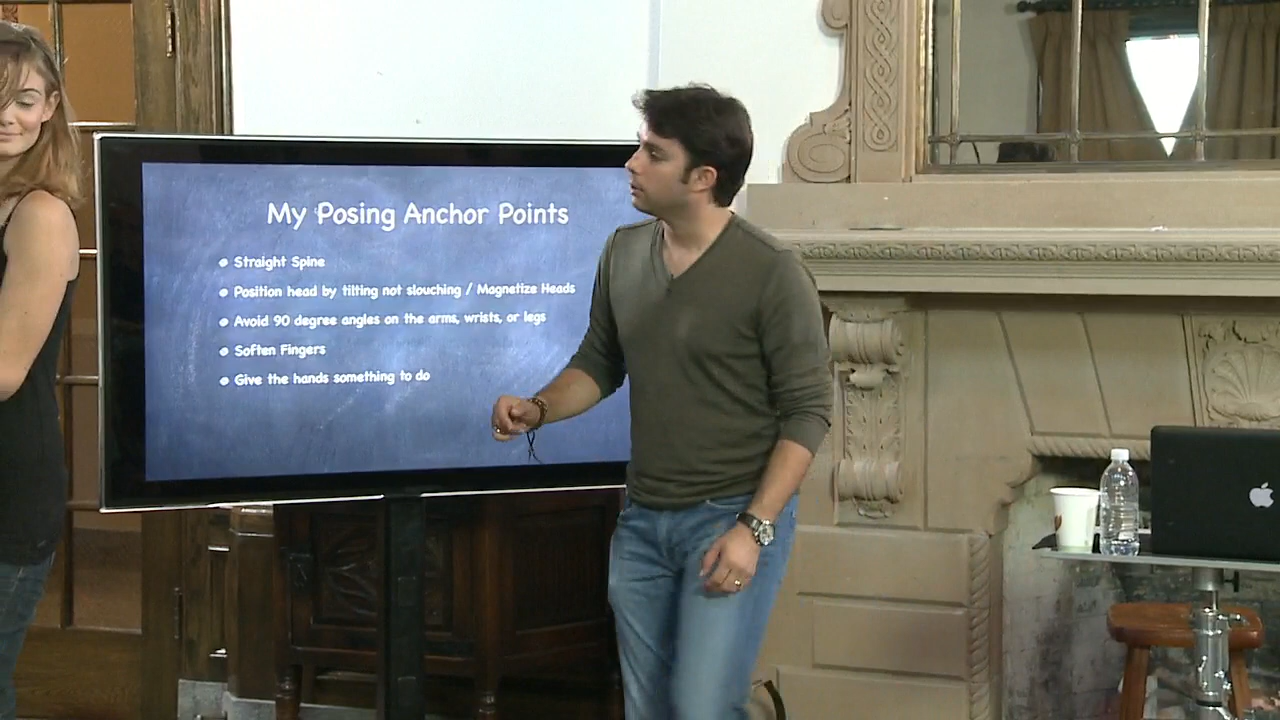 My Posing Anchor Points
Straight Spine
Position head by tilting not slouching / Magnetize Heads
Avoid 90 degree angles on the arms, wrists, or legs
Soften Fingers
Give the hands something to do